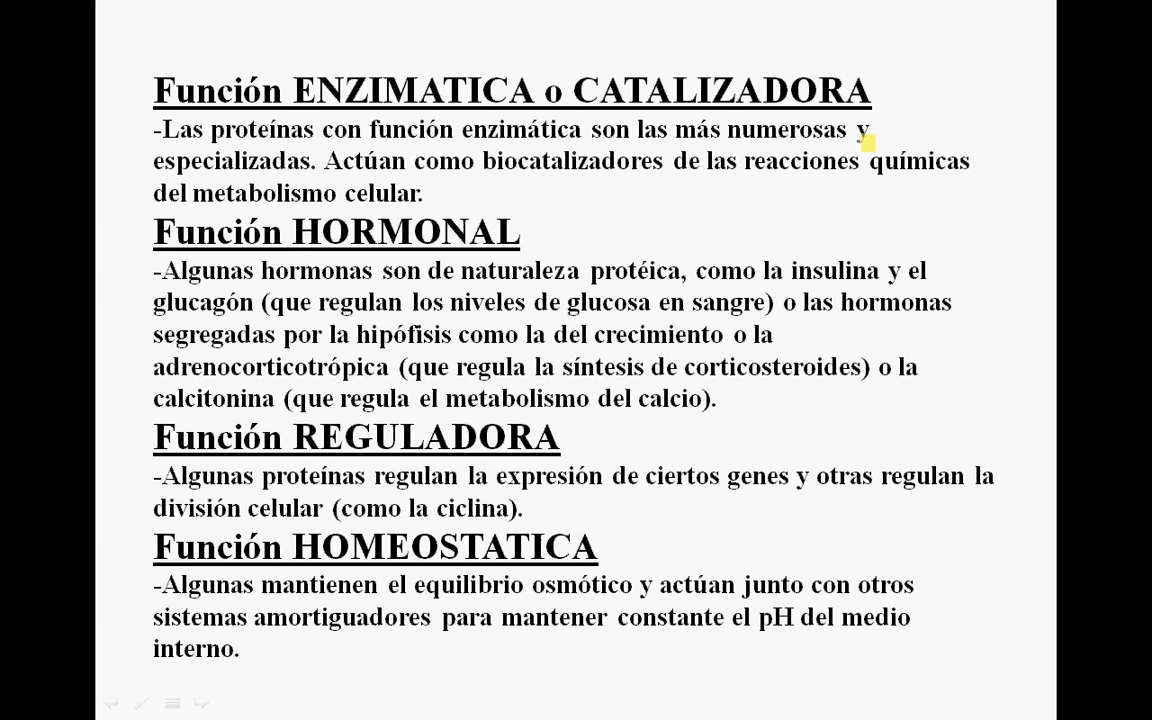 Función ENZIMATICA o CATALIZADORA
-Las proteínas con función enzimática son las más numerosas y
especializadas. Actúan como biocatalizadores de las reacciones químicas
del metabolismo celular.
Función HORMONAL
-Algunas hormonas son de naturaleza protéica, como la insulina y el
glucagón (que regulan los niveles de glucosa en sangre) o las hormonas
segregadas por la hipófisis como la del crecimiento o la
adrenocorticotrópica (que regula la síntesis de corticosteroides) o la
calcitonina (que regula el metabolismo del calcio).
Función REGULADORA
-Algunas proteínas regulan la expresión de ciertos genes y otras regulan la
división celular (como la ciclina).
Función HOMEOSTATICA
-Algunas mantienen el equilibrio osmótico y actúan junto con otros
sistemas amortiguadores para mantener constante el pH del medio
interno.